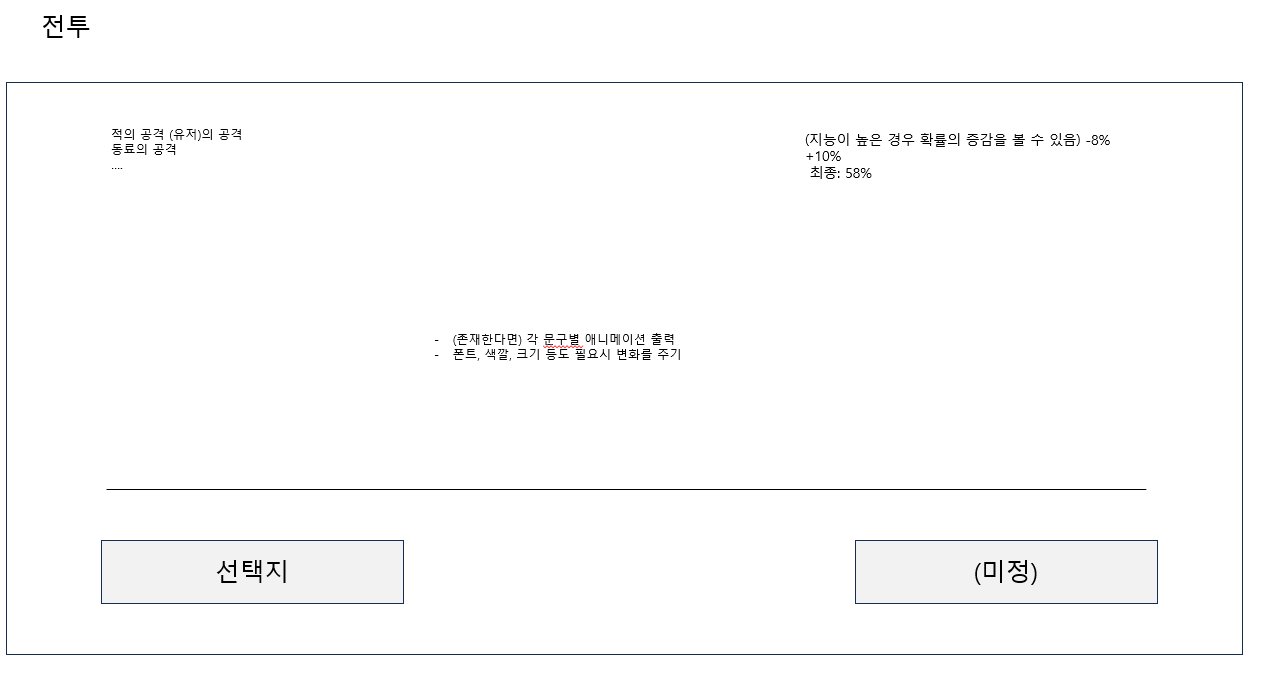 전투
적의 공격 (유저)의 공격
동료의 공격
....
(지능이 높은 경우 확률의 증감을 볼 수 있음) -8%
+10%
최종: 58%
- (존재한다면) 각 문구별 애니메이션 출력
- 폰트, 색깔, 크기 등도 필요시 변화를 주기
선택지
(미정)